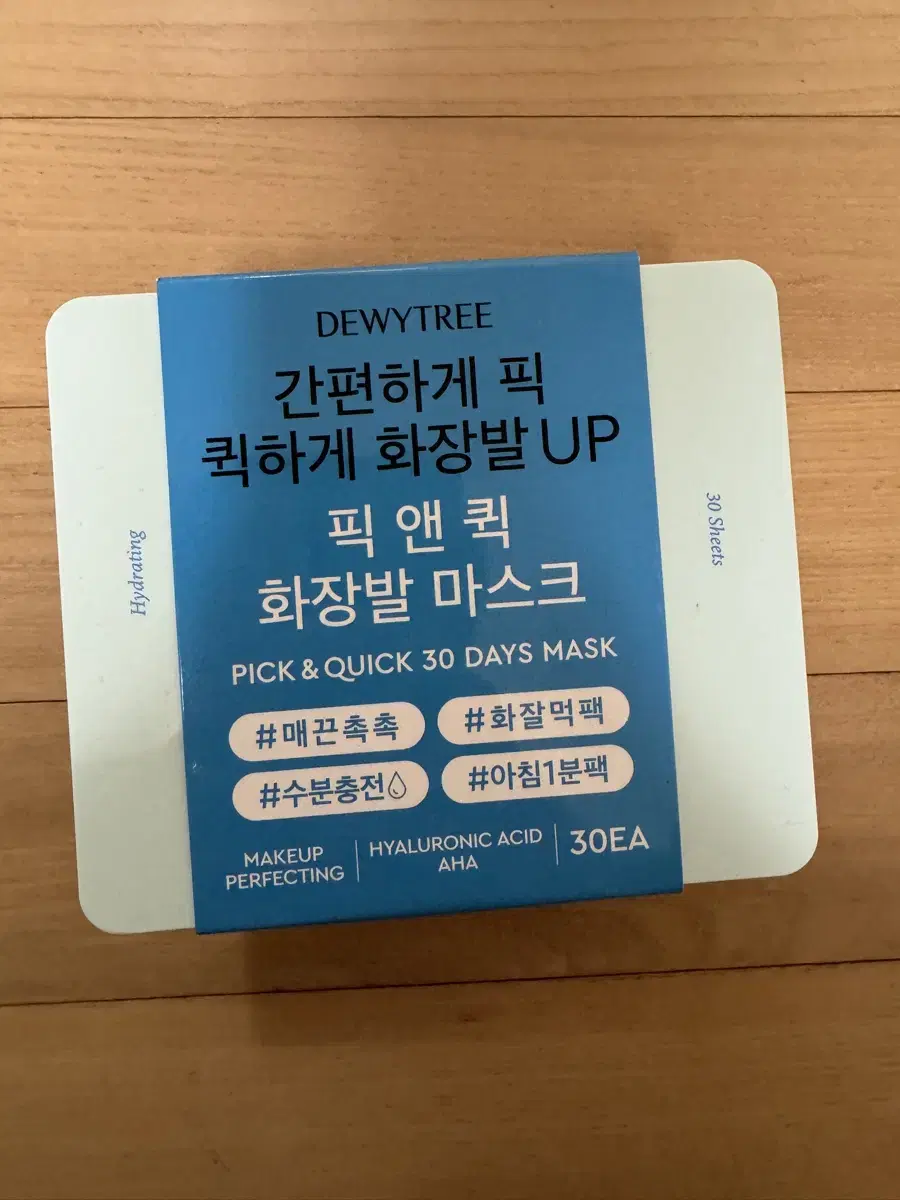 DEWYTREE
간편하게 픽
퀵하게 화장발 UP
픽 앤 퀵
화장발 마스크
PICK & QUICK 30 DAYS MASK
#매끈촉촉
#화잘먹팩
#수분충전
#아침1분팩
MAKEUP
PERFECTING
HYALURONIC ACID
AHA
30EA
Hydrating
30 Sheets